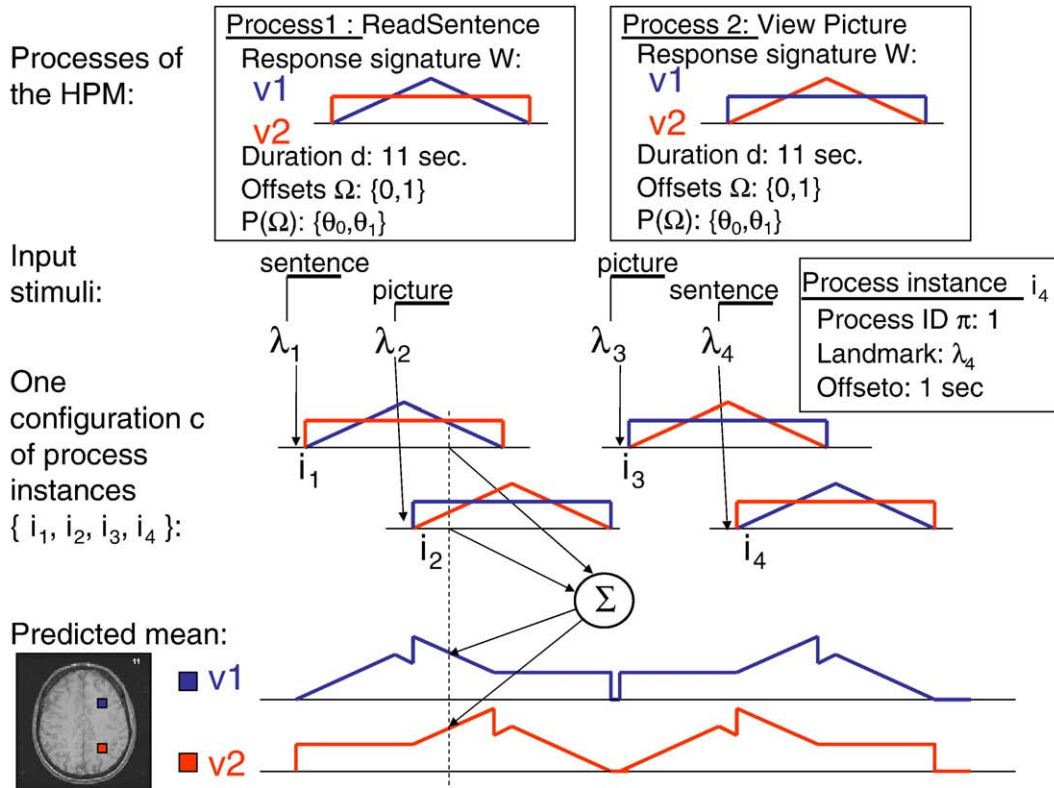 Processes of
the HPM:
Process1 : ReadSentence
Response signature W:
v1
v2
Duration d: 11 sec.
Offsets Ω: {0,1}
P(Ω): {θ₀,θ₁}
Process 2: View Picture
Response signature W:
v1
v2
Duration d: 11 sec.
Offsets Ω: {0,1}
P(Ω): {θ₀,θ₁}
Input
stimuli:
sentence
picture
picture
sentence
λ₁
λ₂
λ₃
λ₄
Process instance i₄
Process ID π: 1
Landmark: λ₄
Offseto: 1 sec
One
configuration c
of process
instances
{ i₁, i₂, i₃, i₄ }:
i₁
i₂
i₃
i₄
Σ
Predicted mean:
11
v1
v2